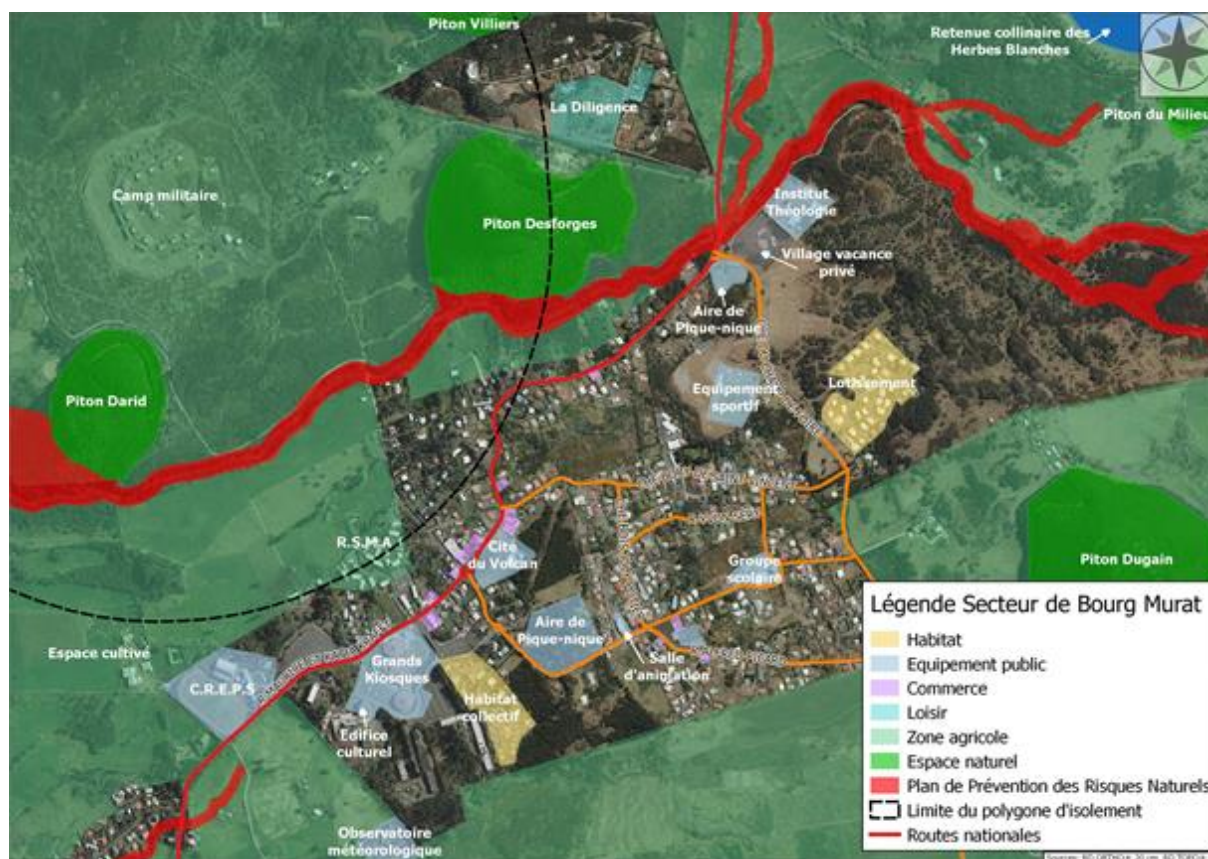 Piton Villiers
Retenue collinaire des
Herbes Blanches
La Diligence
Piton du Milieu
Camp militaire
Piton Desforges
Institut
Théologie
Village vacance
privé
Aire de
Pique-nique
Piton Darid
Equipement
sportif
Lotissement
R.S.M.A
Cité
du Volcan
Groupe
scolaire
Piton Dugain
Espace cultivé
Aire de
Pique-nique
Salle
d'animation
C.R.E.P.S
Grands
Kiosques
Habitat
collectif
Edifice
culturel
Observatoire
météorologique
Légende Secteur de Bourg Murat
Habitat
Equipement public
Commerce
Loisir
Zone agricole
Espace naturel
Plan de Prévention des Risques Naturels
Limite du polygone d'isolement
Routes nationales